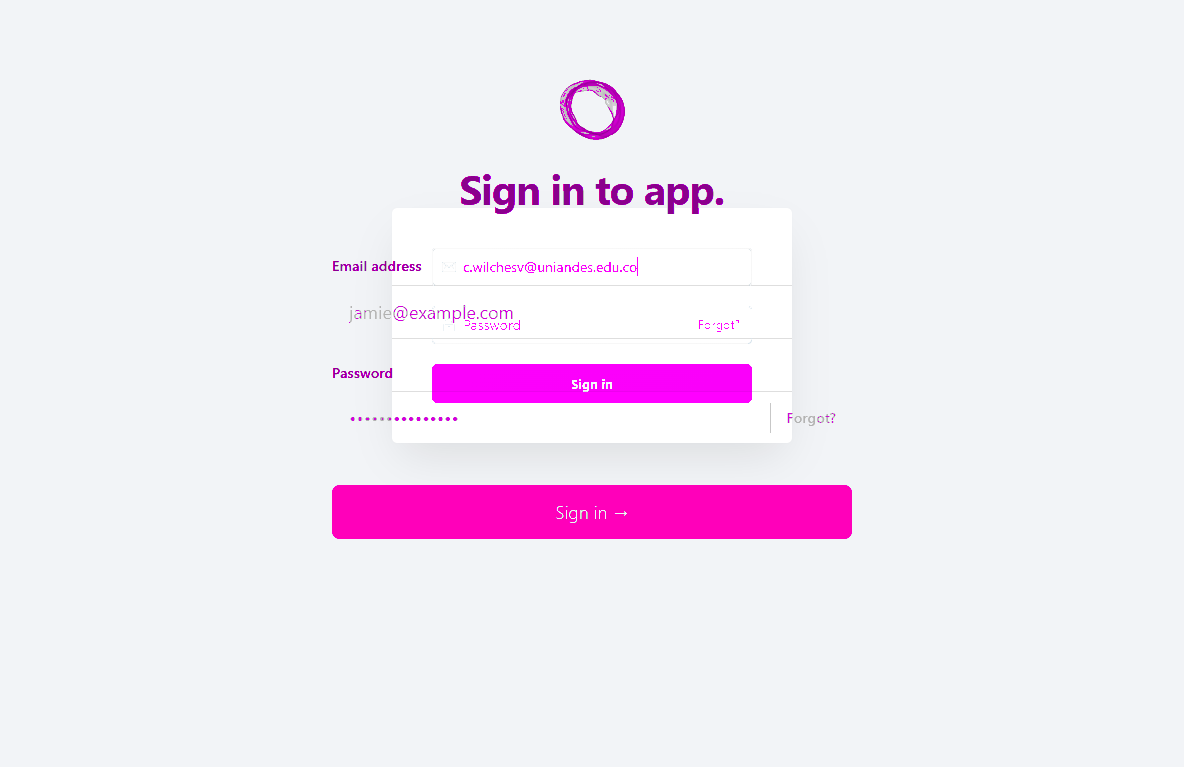 Sign in to app.
Email address
c.wilchesv@uniandes.edu.co
jamie@example.com
Password
Forgot?
Password
Sign in
••••••••••••••
Forgot?
Sign in →